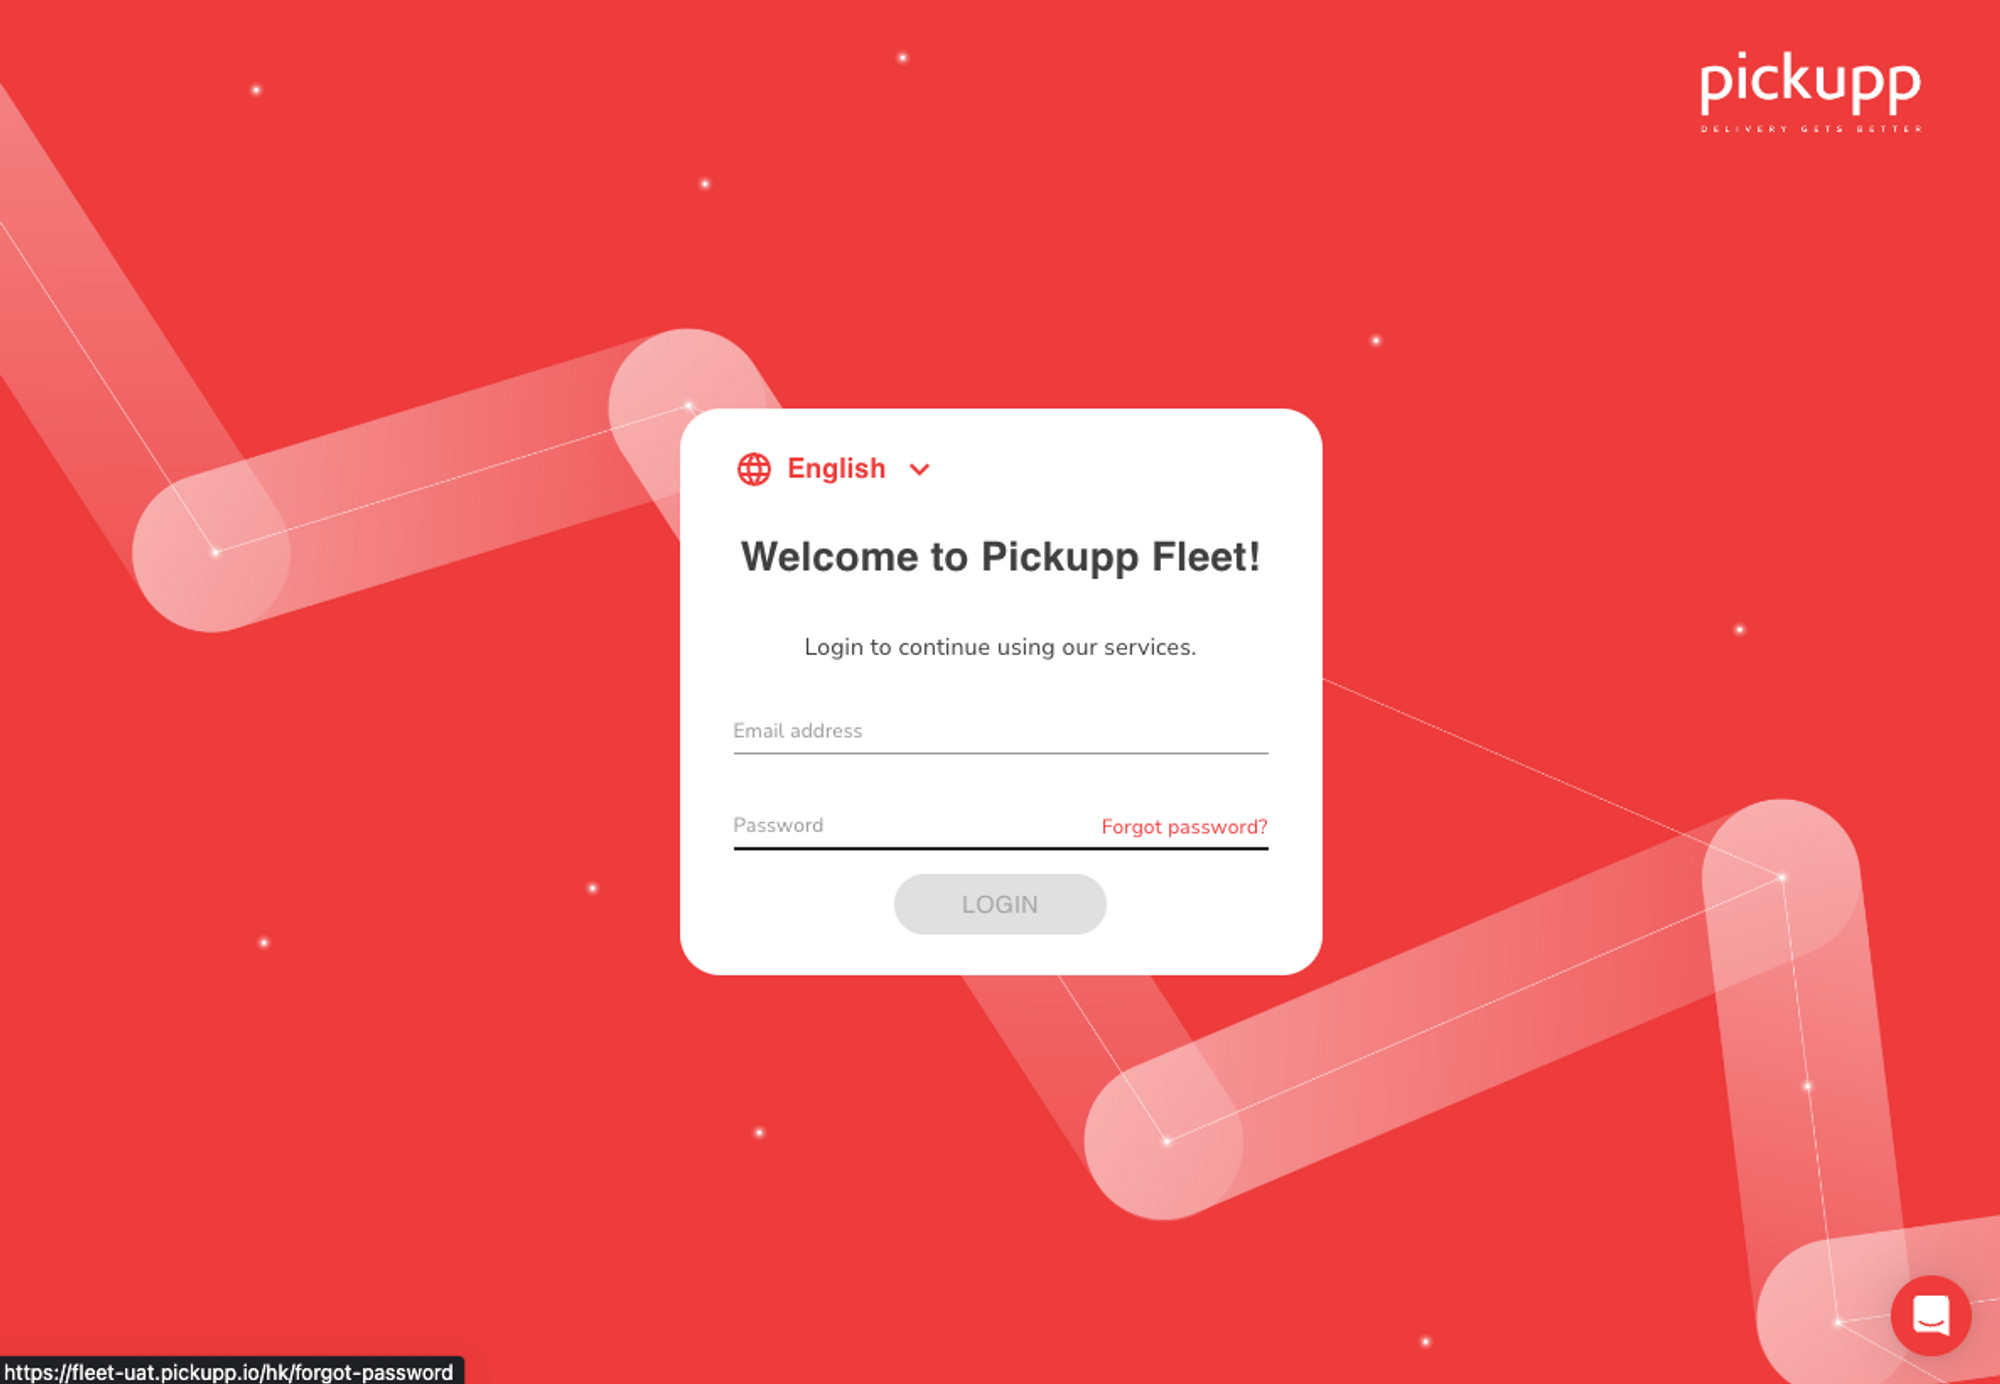 pickupp
DELIVERY GETS BETTER
English
Welcome to Pickupp Fleet!
Login to continue using our services.
Email address
Password
Forgot password?
LOGIN
https://fleet-uat.pickupp.io/hk/forgot-password